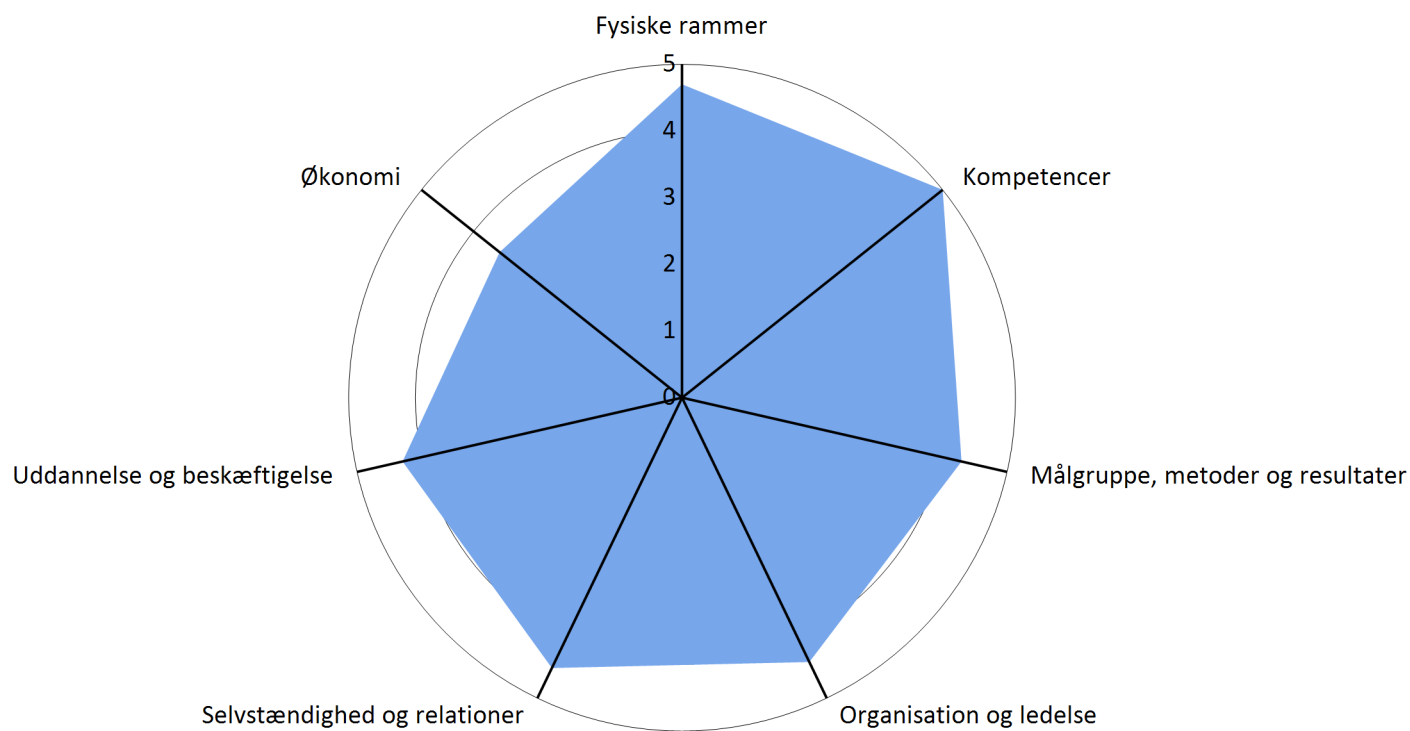 Fysiske rammer
5
4
Økonomi
Kompetencer
3
2
1
0
Uddannelse og beskæftigelse
Målgruppe, metoder og resultater
Selvstændighed og relationer
Organisation og ledelse